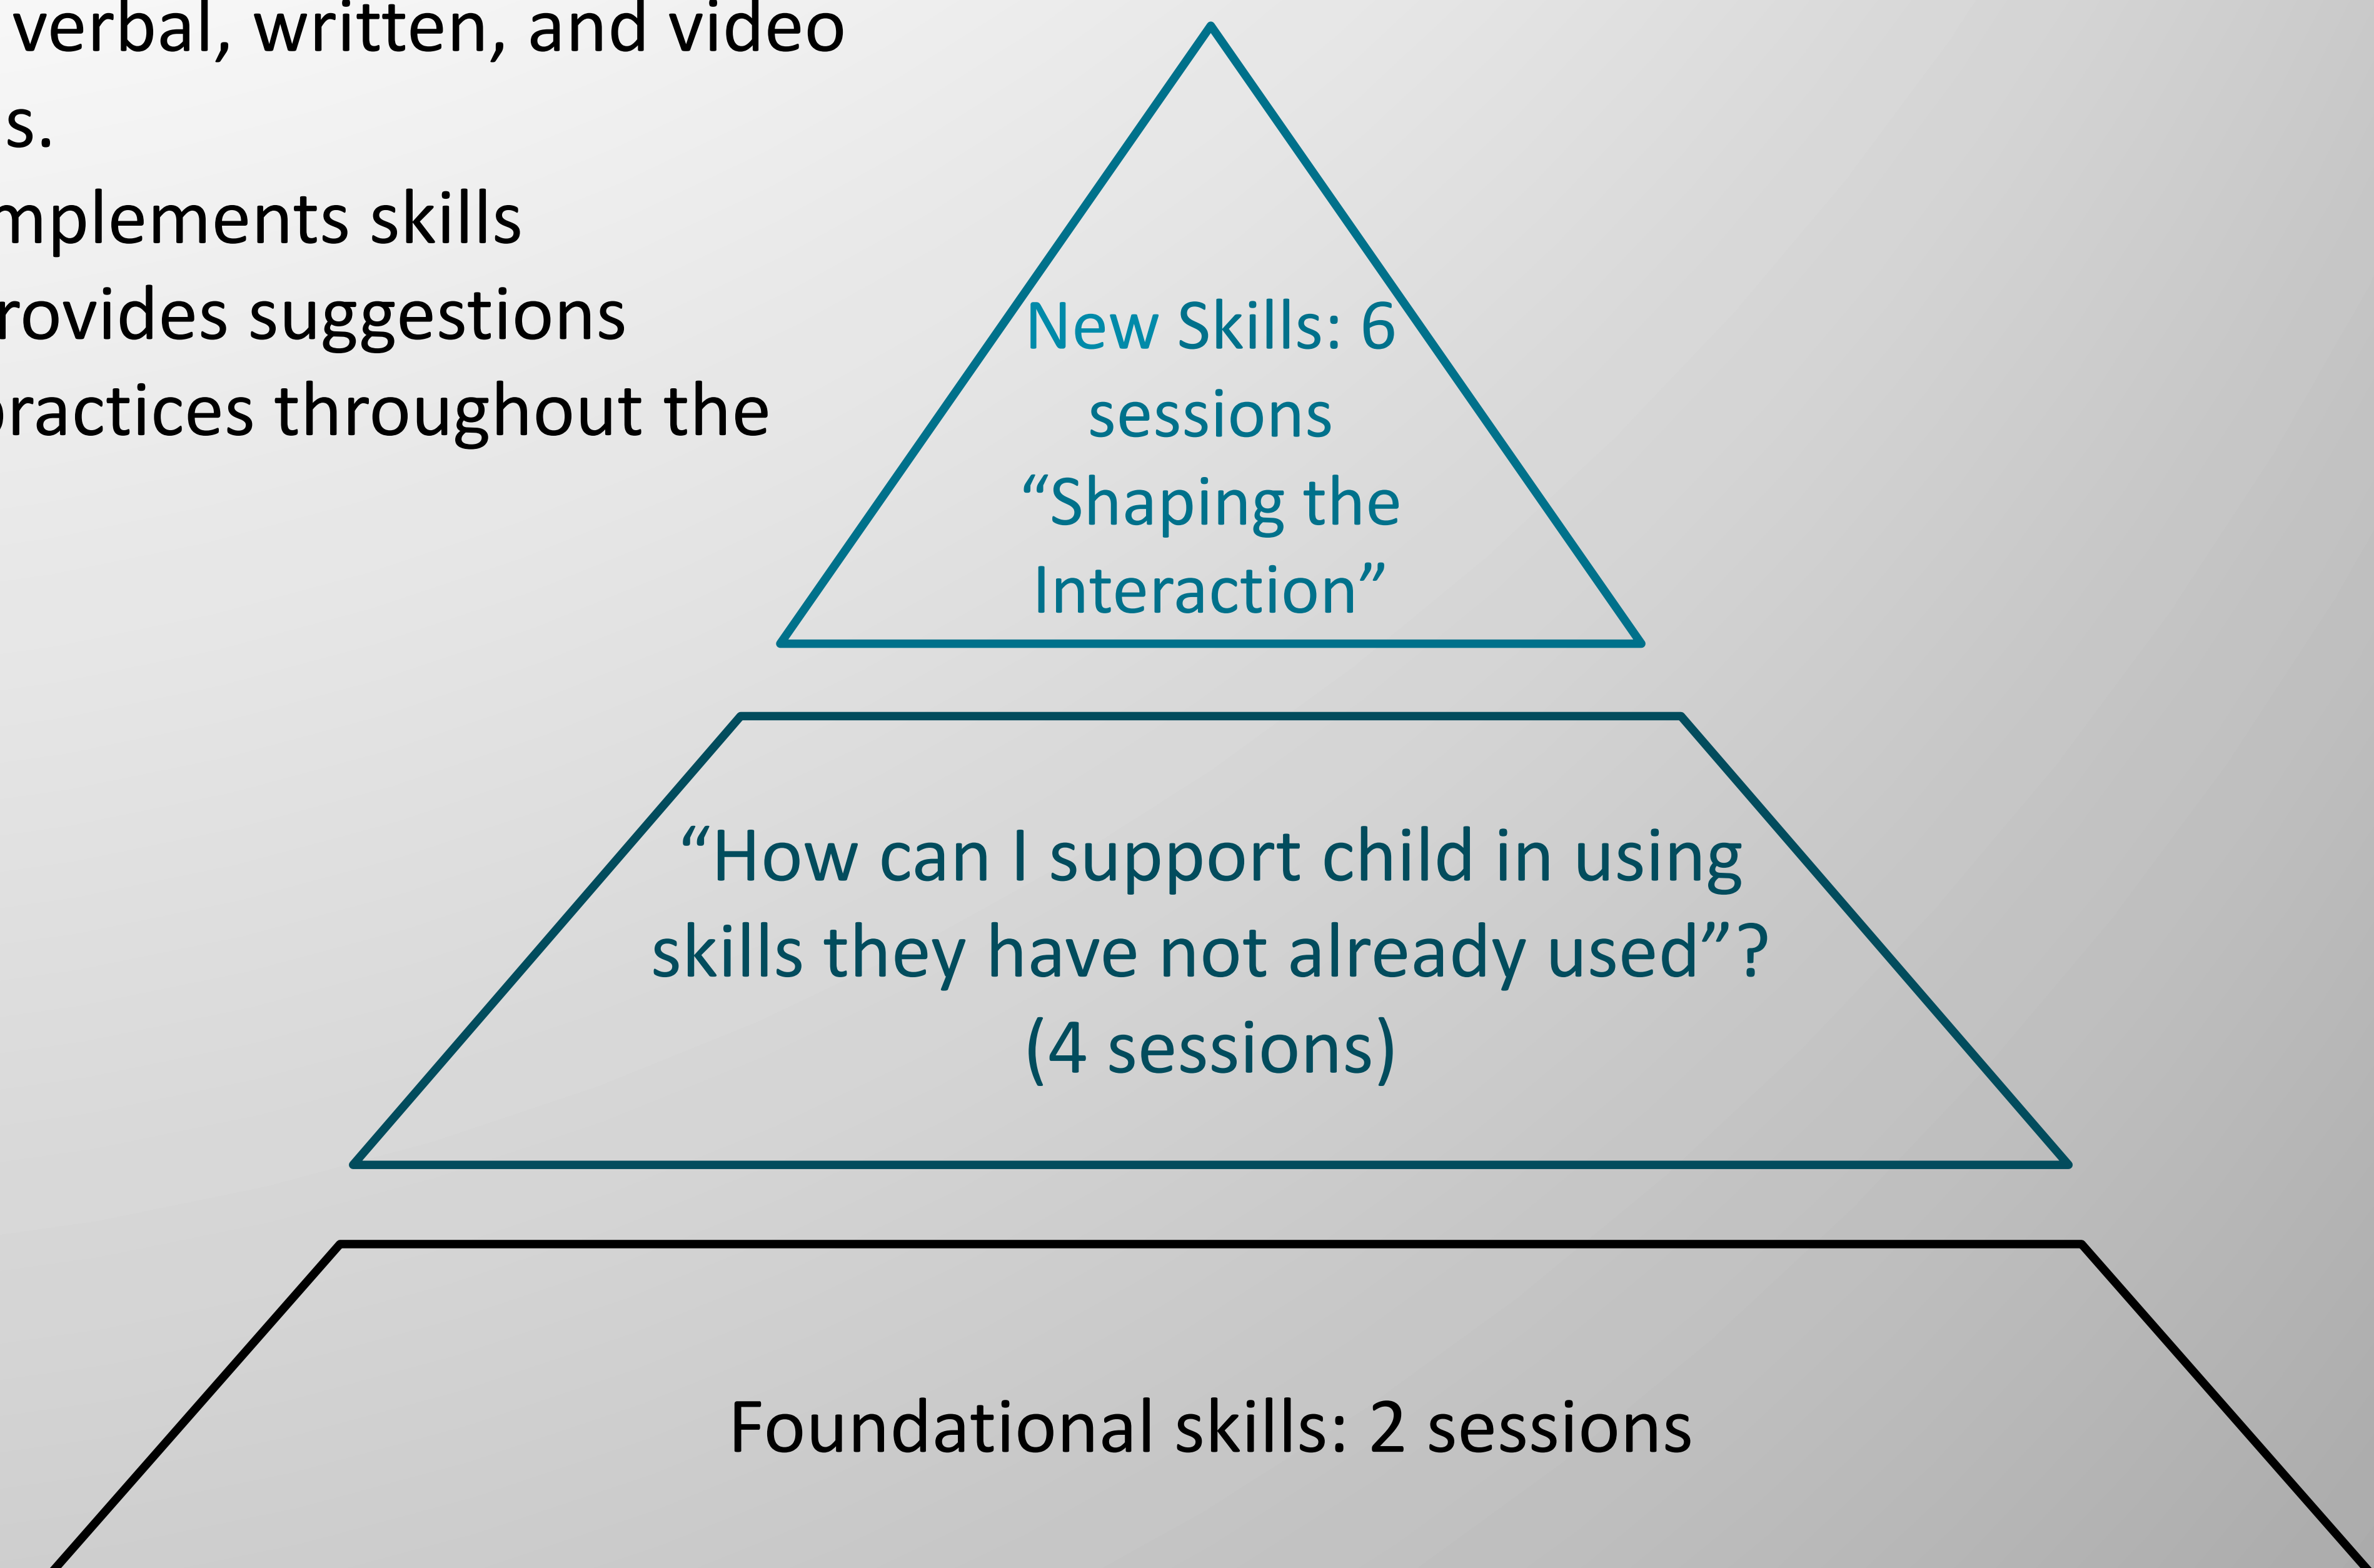 verbal, written, and video
s.
mplements skills
rovides suggestions
practices throughout the
New Skills: 6
sessions
“Shaping the
Interaction”
“How can I support child in using
skills they have not already used”?
(4 sessions)
Foundational skills: 2 sessions